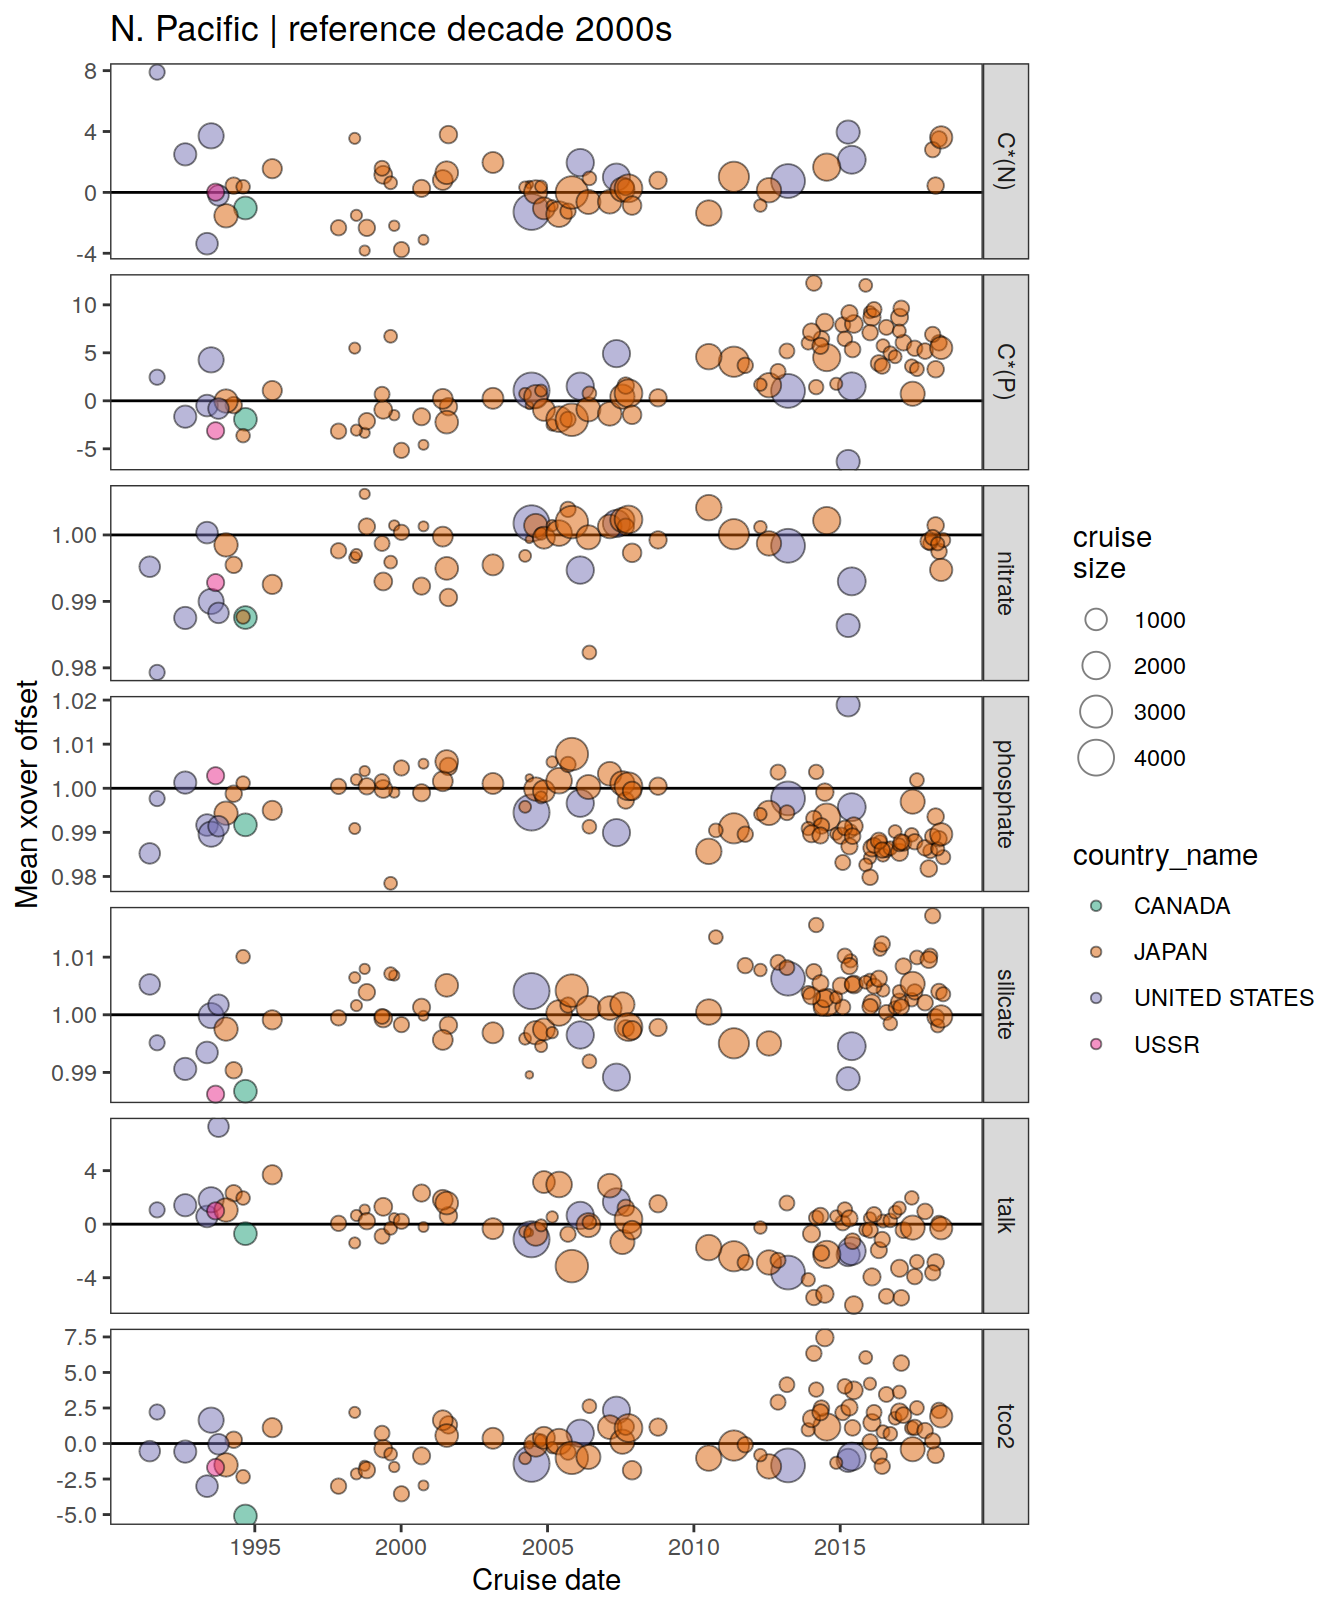 N. Pacific | reference decade 2000s
8
4
0
-4
C*(N)
10
5
0
-5
C*(P)
1.00
0.99
0.98
nitrate
1.02
1.01
1.00
0.99
0.98
phosphate
1.01
1.00
0.99
silicate
4
0
-4
talk
7.5
5.0
2.5
0.0
-2.5
-5.0
tco2
1995
2000
2005
2010
2015
Cruise date
Mean xover offset
cruise
size
1000
2000
3000
4000
country_name
CANADA
JAPAN
UNITED STATES
USSR